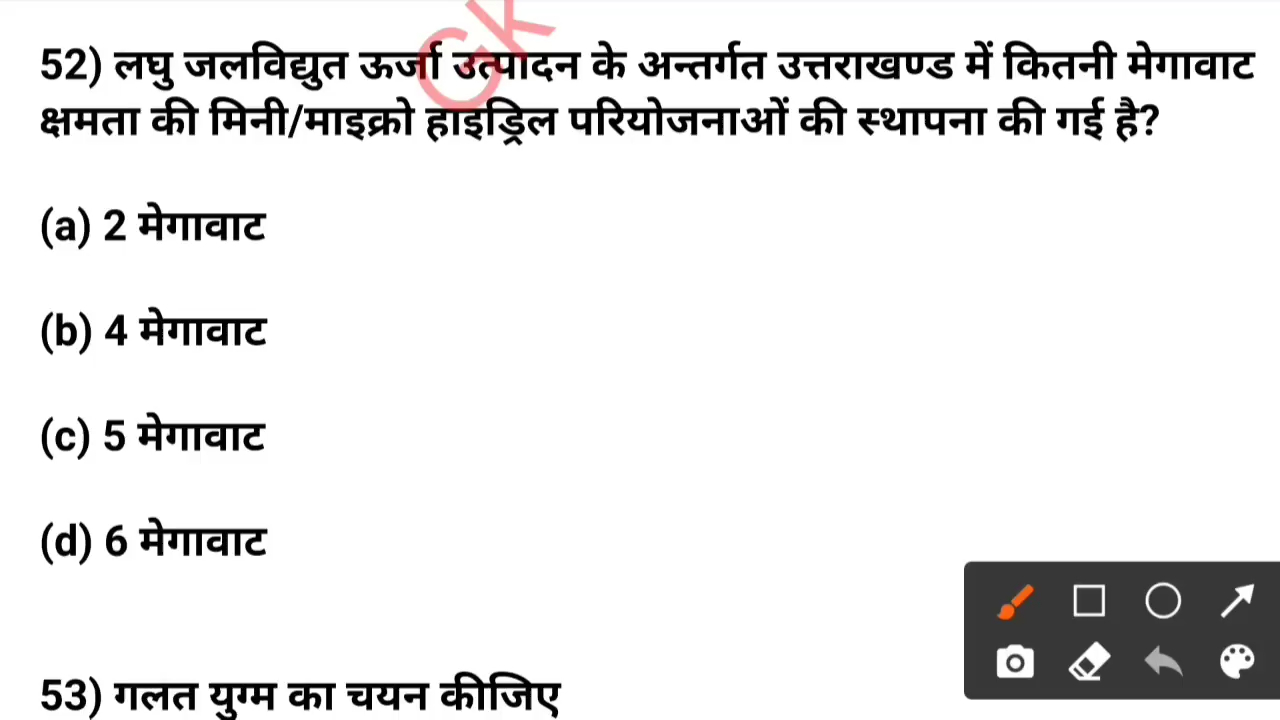 52) लघु जलविद्युत ऊर्जा उत्पादन के अन्तर्गत उत्तराखण्ड में कितनी मेगावाट
क्षमता की मिनी/माइक्रो हाइड्रिल परियोजनाओं की स्थापना की गई है?
(a) 2 मेगावाट
(b) 4 मेगावाट
(c) 5 मेगावाट
(d) 6 मेगावाट
53) गलत युग्म का चयन कीजिए
Gk